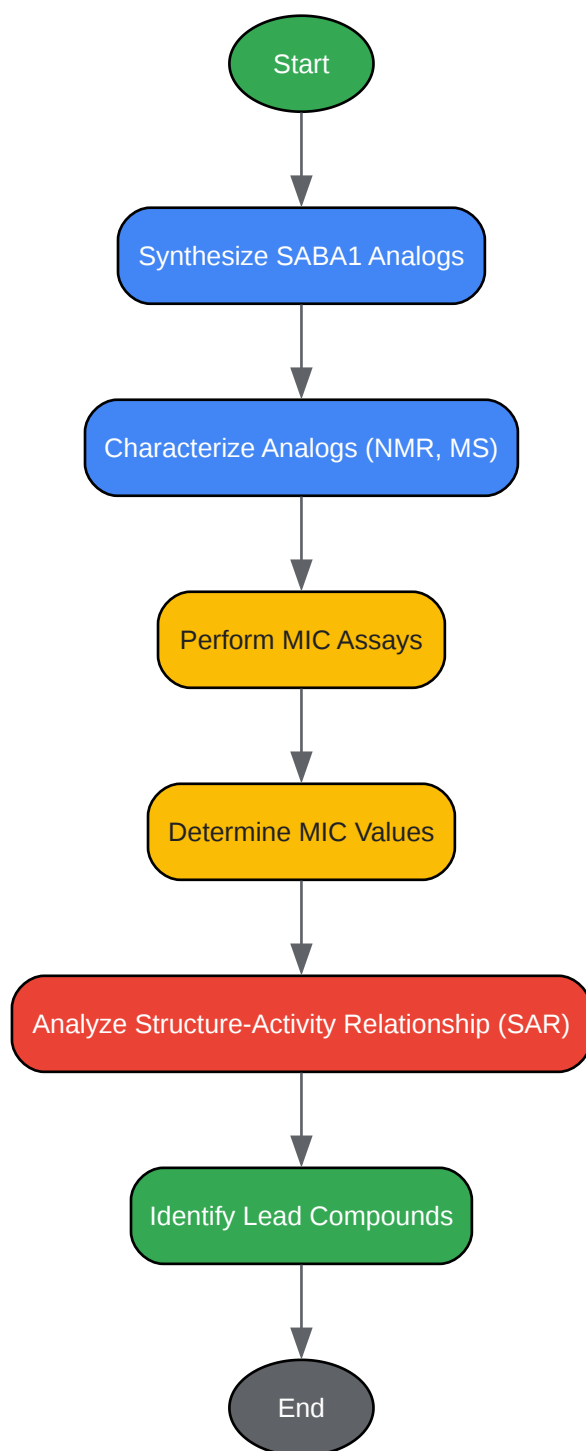 Start
Synthesize SABA1 Analogs
Characterize Analogs (NMR, MS)
Perform MIC Assays
Determine MIC Values
Analyze Structure-Activity Relationship (SAR)
Identify Lead Compounds
End